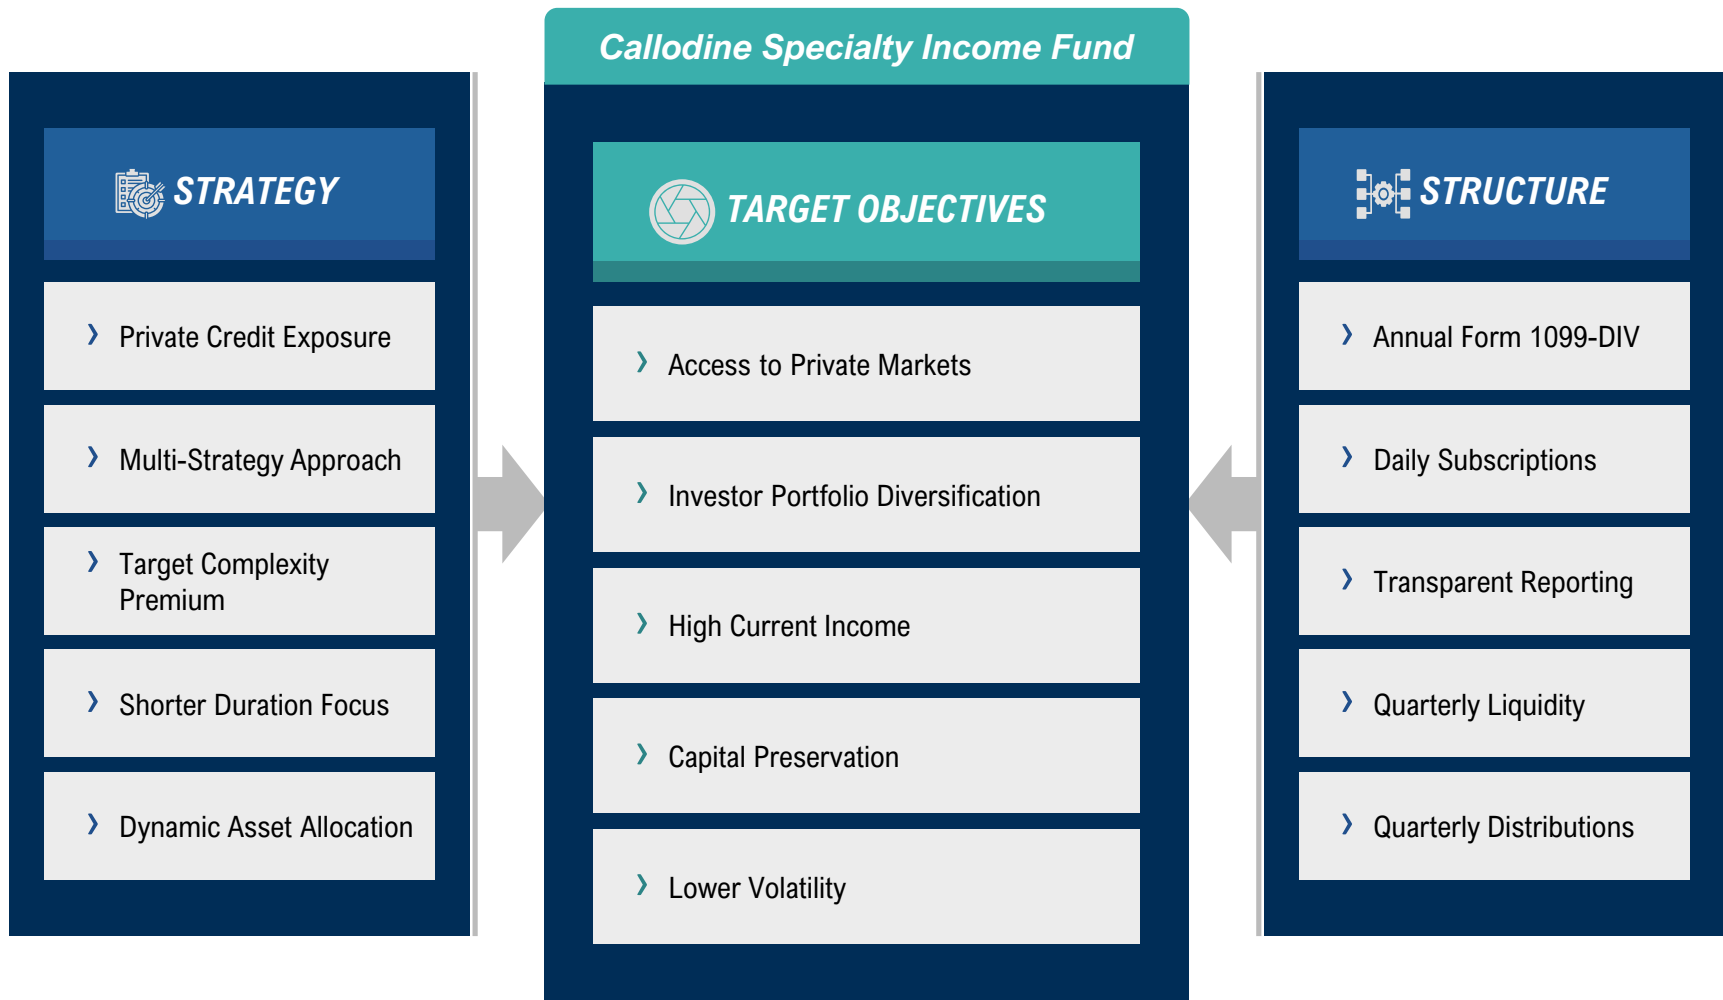 Callodine Specialty Income Fund
STRATEGY
Private Credit Exposure
Multi-Strategy Approach
Target Complexity
Premium
Shorter Duration Focus
Dynamic Asset Allocation
TARGET OBJECTIVES
Access to Private Markets
Investor Portfolio Diversification
High Current Income
Capital Preservation
Lower Volatility
STRUCTURE
Annual Form 1099-DIV
Daily Subscriptions
Transparent Reporting
Quarterly Liquidity
Quarterly Distributions